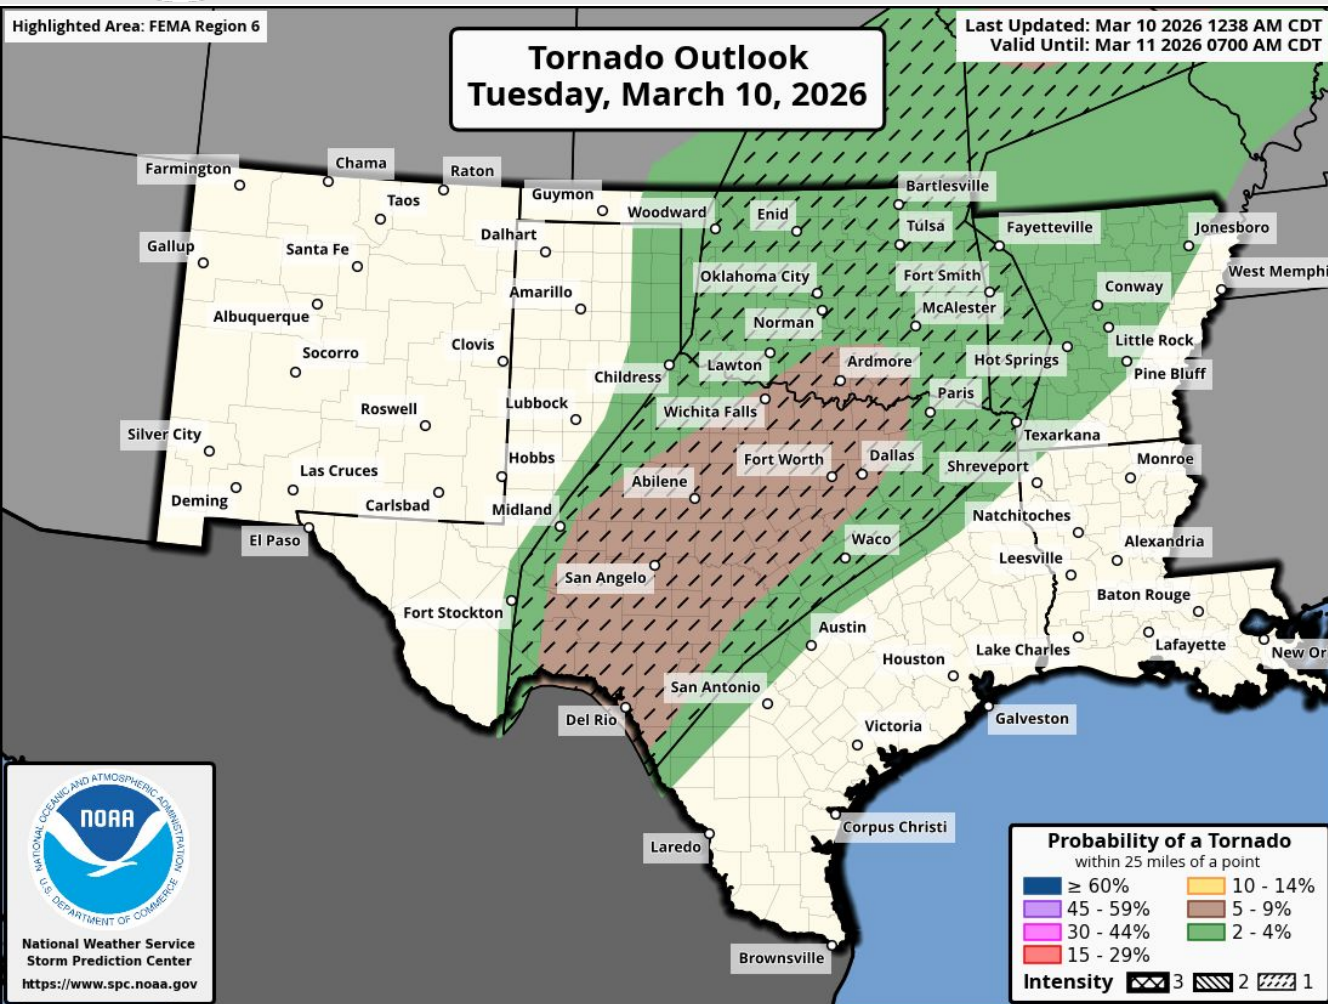 Highlighted Area: FEMA Region 6
Last Updated: Mar 10 2026 1238 AM CDT
Valid Until: Mar 11 2026 0700 AM CDT
Tornado Outlook
Tuesday, March 10, 2026
Farmington
Chama
Raton
Taos
Guymon
Woodward
Enid
Bartlesville
Gallup
Santa Fe
Dalhart
Tulsa
Fayetteville
Jonesboro
Oklahoma City
Fort Smith
West Memphi
Albuquerque
Amarillo
Norman
McAlester
Conway
Socorro
Clovis
Childress
Lawton
Ardmore
Hot Springs
Little Rock
Pine Bluff
Roswell
Lubbock
Wichita Falls
Paris
Silver City
Texarkana
Las Cruces
Hobbs
Abilene
Fort Worth
Dallas
Shreveport
Monroe
Deming
Carlsbad
Midland
Natchitoches
El Paso
Waco
Leesville
Alexandria
San Angelo
Fort Stockton
Baton Rouge
Austin
Houston
Lake Charles
Lafayette
New Or
San Antonio
Del Rio
Galveston
Victoria
Corpus Christi
Laredo
Brownsville
NATIONAL OCEANIC AND ATMOSPHERIC ADMINISTRATION
NOAA
U.S. DEPARTMENT OF COMMERCE
National Weather Service
Storm Prediction Center
https://www.spc.noaa.gov
Probability of a Tornado
within 25 miles of a point
≥ 60% 10 - 14%
45 - 59% 5 - 9%
30 - 44% 2 - 4%
15 - 29%
Intensity 3 2 1